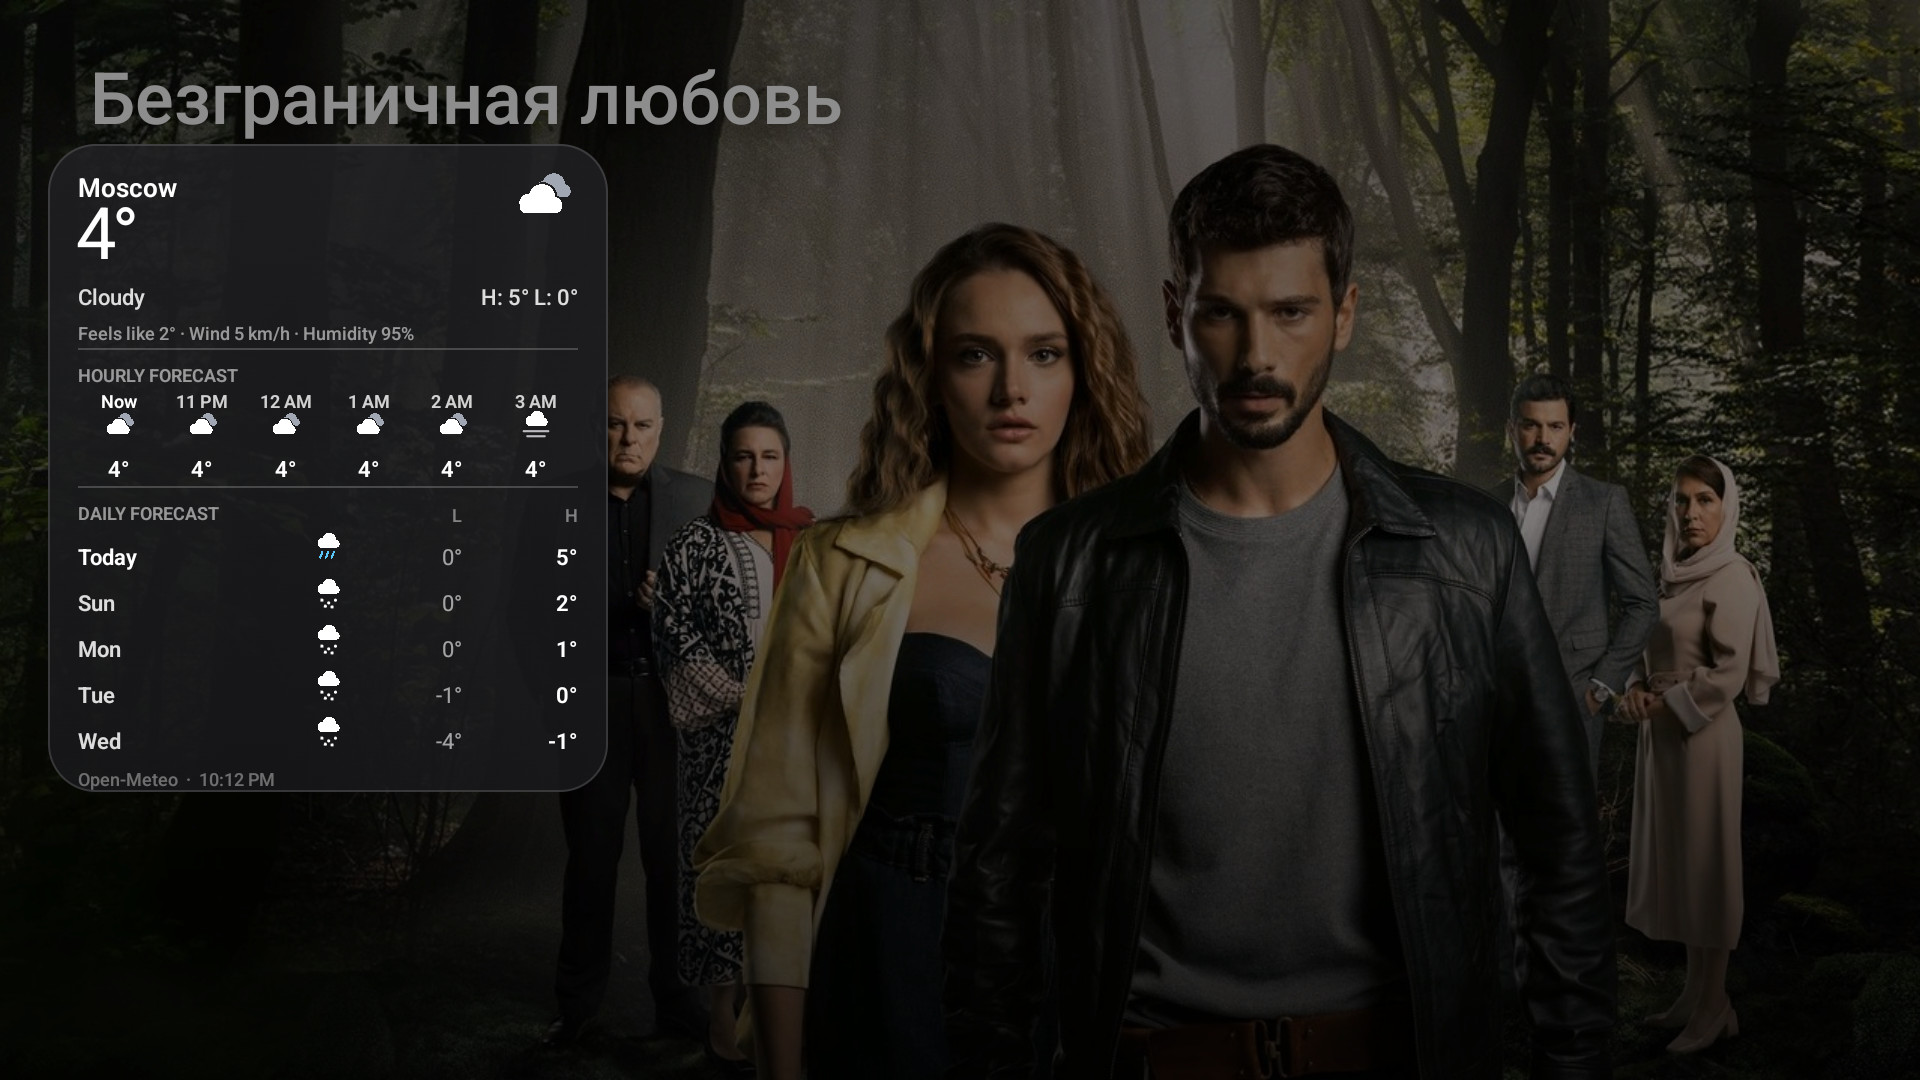 Безграничная любовь
Moscow
4°
Cloudy H: 5° L: 0°
Feels like 2° · Wind 5 km/h · Humidity 95%
HOURLY FORECAST
Now 11 PM 12 AM 1 AM 2 AM 3 AM
4° 4° 4° 4° 4° 4°
DAILY FORECAST L H
Today 0° 5°
Sun 0° 2°
Mon 0° 1°
Tue -1° 0°
Wed -4° -1°
Open-Meteo · 10:12 PM